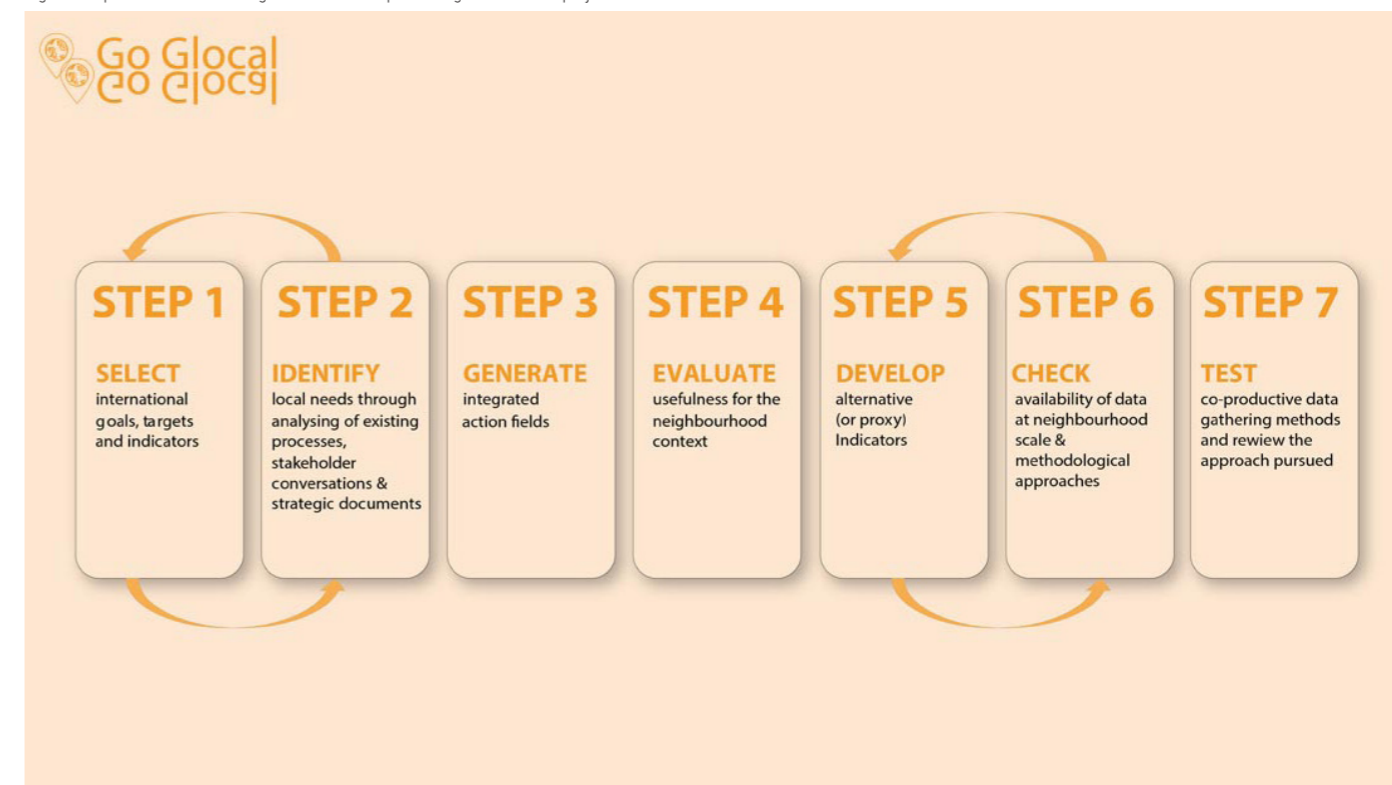 Go Glocal
STEP 1
SELECT
international
goals, targets
and indicators
STEP 2
IDENTIFY
local needs through
analysing of existing
processes,
stakeholder
conversations &
strategic documents
STEP 3
GENERATE
integrated
action fields
STEP 4
EVALUATE
usefulness for the
neighbourhood
context
STEP 5
DEVELOP
alternative
(or proxy)
Indicators
STEP 6
CHECK
availability of data
at neighbourhood
scale &
methodological
approaches
STEP 7
TEST
co-productive data
gathering methods
and rewiew the
approach pursued